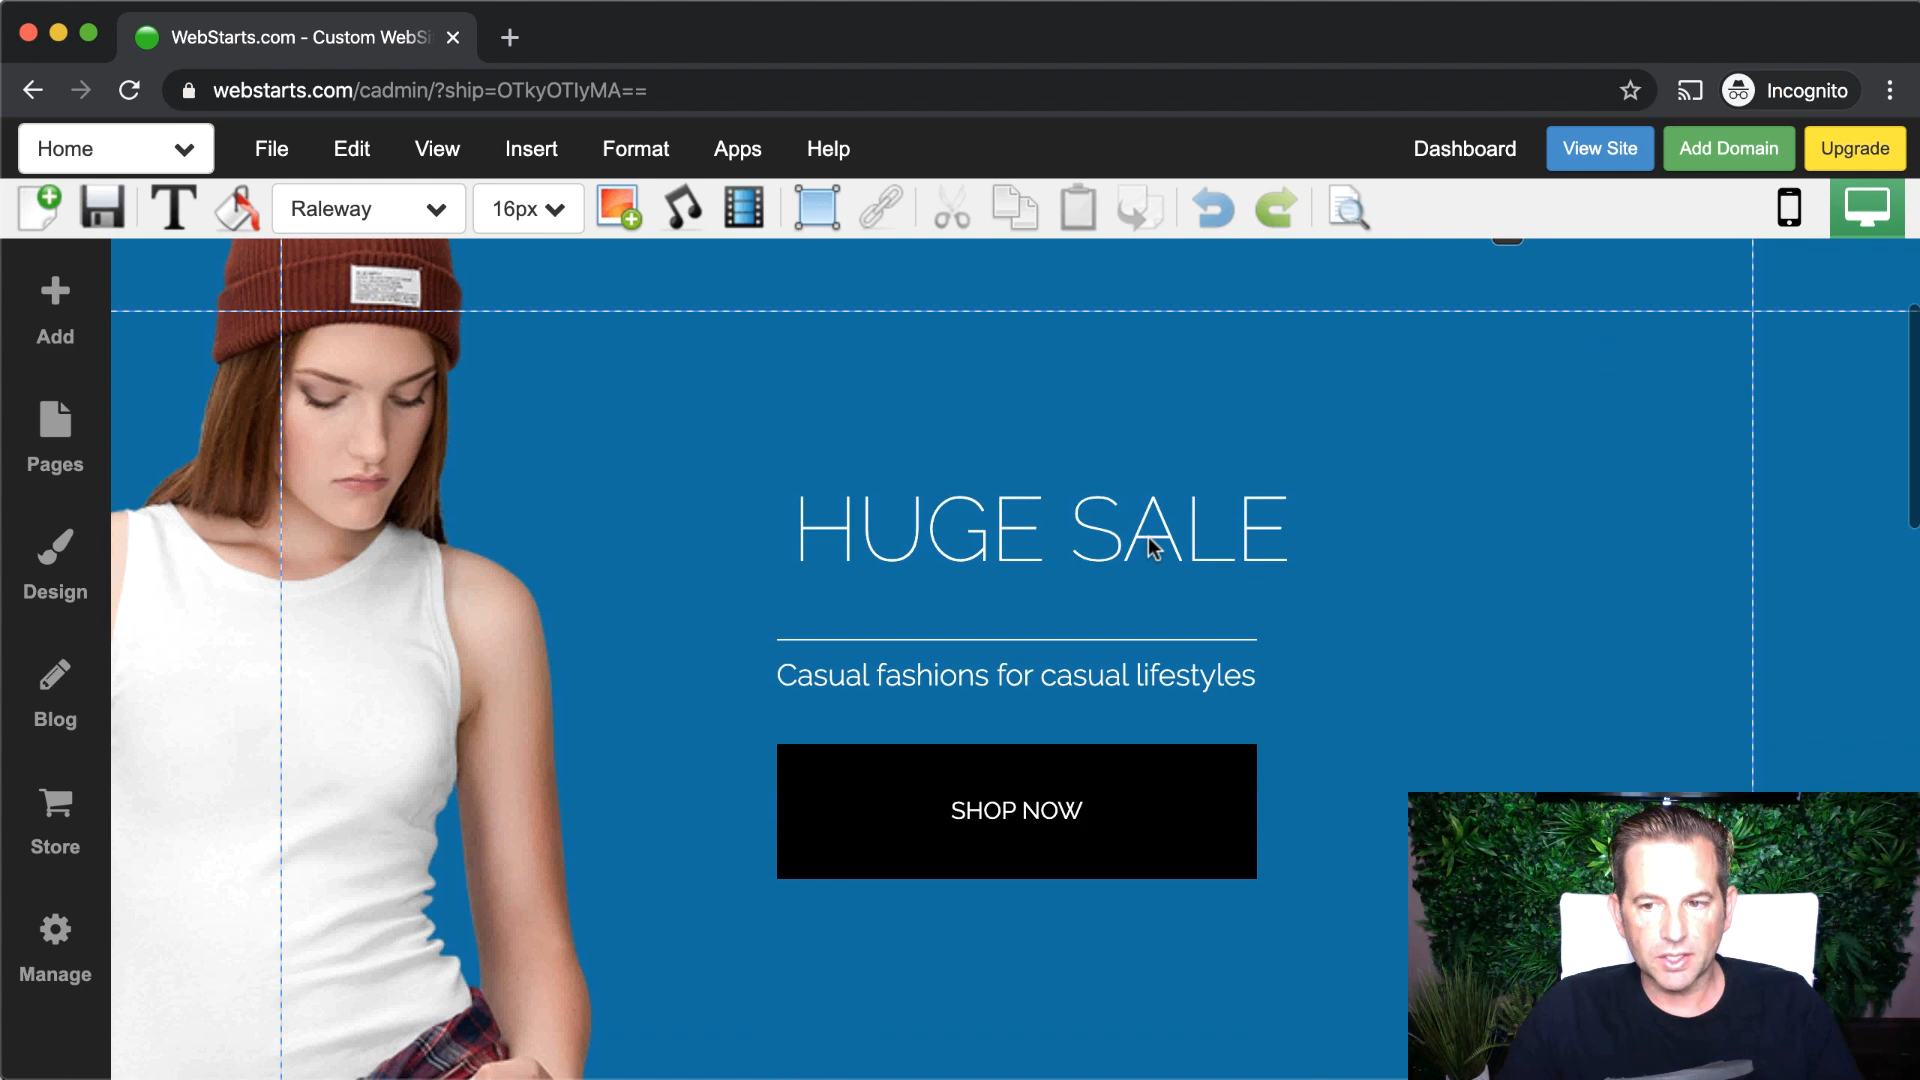 WebStarts.com - Custom WebSi
webstarts.com/cadmin/?ship=OTkyOTIyMA==
Incognito
Home
File
Edit
View
Insert
Format
Apps
Help
Dashboard
View Site
Add Domain
Upgrade
Raleway
16px
Add
Pages
Design
Blog
Store
Manage
HUGE SALE
Casual fashions for casual lifestyles
SHOP NOW